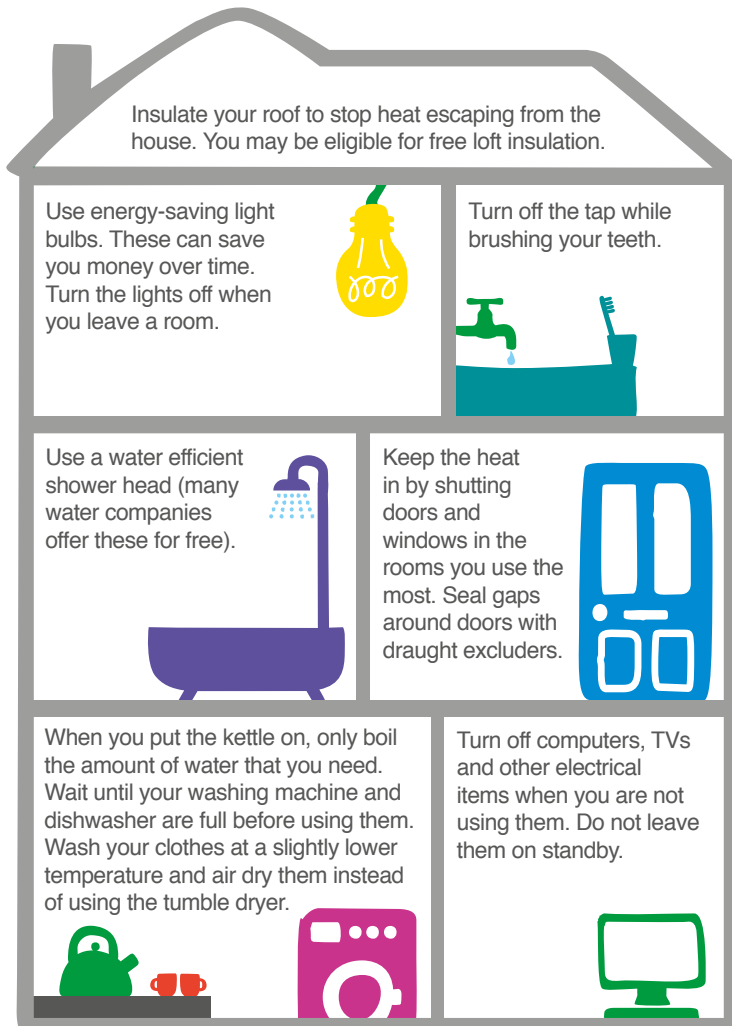 Insulate your roof to stop heat escaping from the
house. You may be eligible for free loft insulation.
Use energy-saving light
bulbs. These can save
you money over time.
Turn the lights off when
you leave a room.
Turn off the tap while
brushing your teeth.
Use a water efficient
shower head (many
water companies
offer these for free).
Keep the heat
in by shutting
doors and
windows in the
rooms you use the
most. Seal gaps
around doors with
draught excluders.
When you put the kettle on, only boil
the amount of water that you need.
Wait until your washing machine and
dishwasher are full before using them.
Wash your clothes at a slightly lower
temperature and air dry them instead
of using the tumble dryer.
Turn off computers, TVs
and other electrical
items when you are not
using them. Do not leave
them on standby.